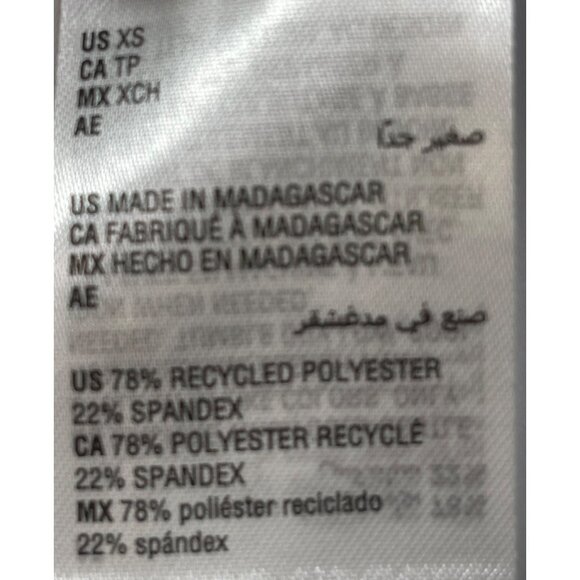 US XS
CA TP
MX XCH
AE
صغير جدًا
US MADE IN MADAGASCAR
CA FABRIQUÉ À MADAGASCAR
MX HECHO EN MADAGASCAR
AE
صنع في مدغشقر
US 78% RECYCLED POLYESTER
22% SPANDEX
CA 78% POLYESTER RECYCLÉ
22% SPANDEX
MX 78% poliéster reciclado
22% spándex